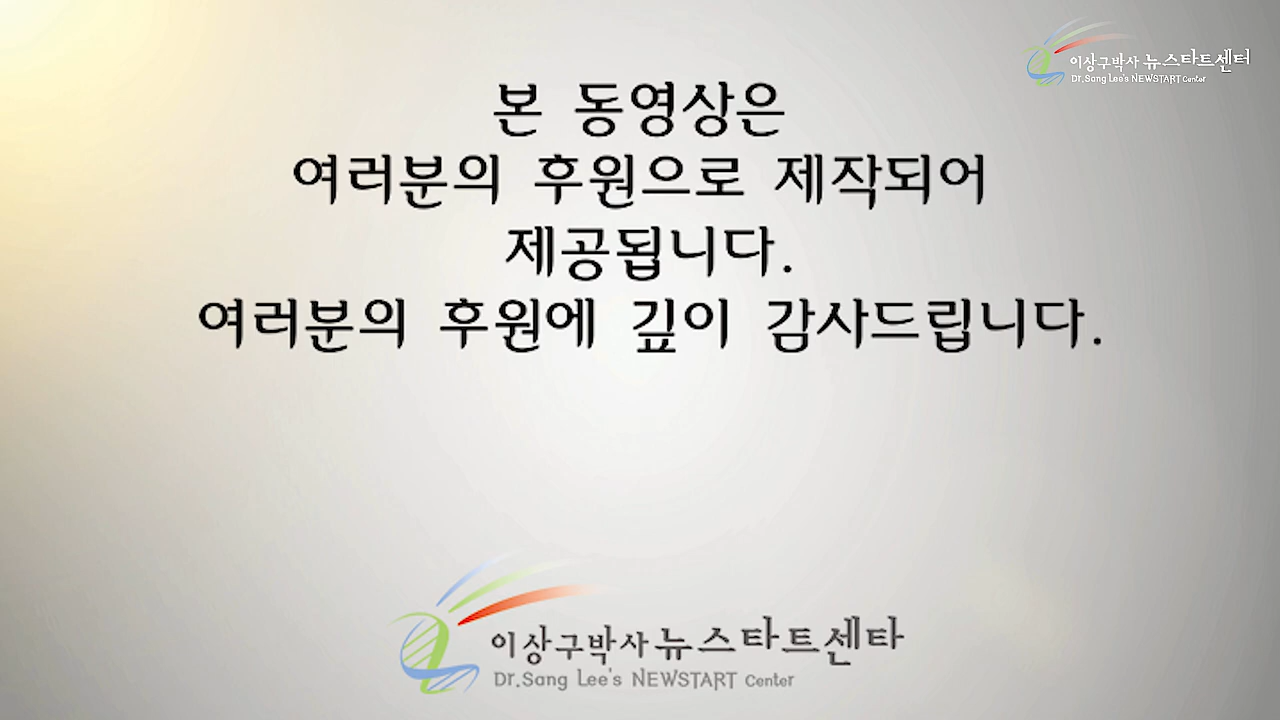 이상구박사 뉴스타트센터
Dr.Sang Lee's NEWSTART Center
본 동영상은
여러분의 후원으로 제작되어
제공됩니다.
여러분의 후원에 깊이 감사드립니다.
이상구박사 뉴스타트센타
Dr.Sang Lee's NEWSTART Center